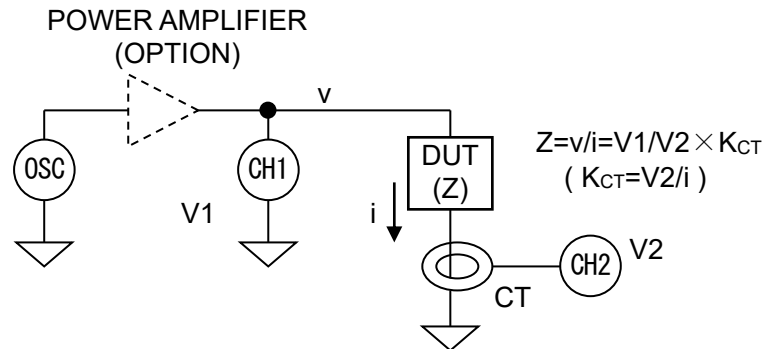 POWER AMPLIFIER
(OPTION)
v
OSC
CH1
V1
DUT
(Z)
i
Z=v/i=V1/V2×KCT
( KCT=V2/i )
CH2
V2
CT